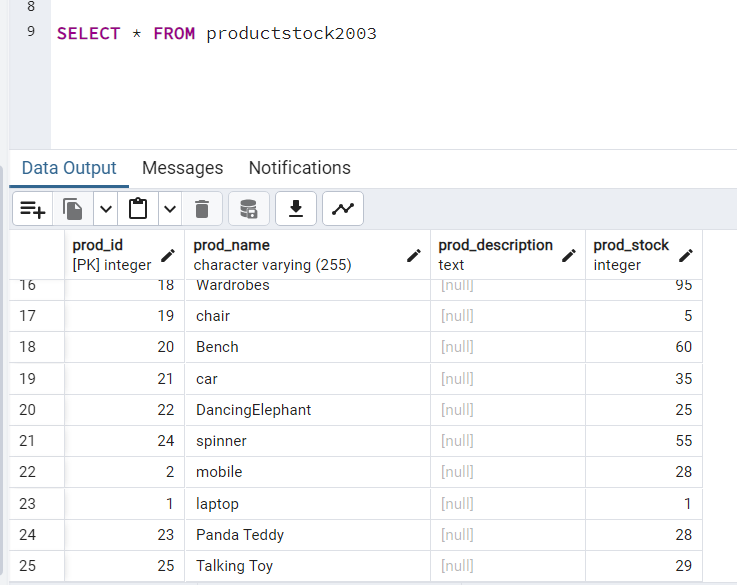 8
9 SELECT * FROM productstock2003
Data Output Messages Notifications
prod_id prod_name prod_description prod_stock
[PK] integer character varying (255) text integer
16 18 Wardrobes [null] 95
17 19 chair [null] 5
18 20 Bench [null] 60
19 21 car [null] 35
20 22 DancingElephant [null] 25
21 24 spinner [null] 55
22 2 mobile [null] 28
23 1 laptop [null] 1
24 23 Panda Teddy [null] 28
25 25 Talking Toy [null] 29